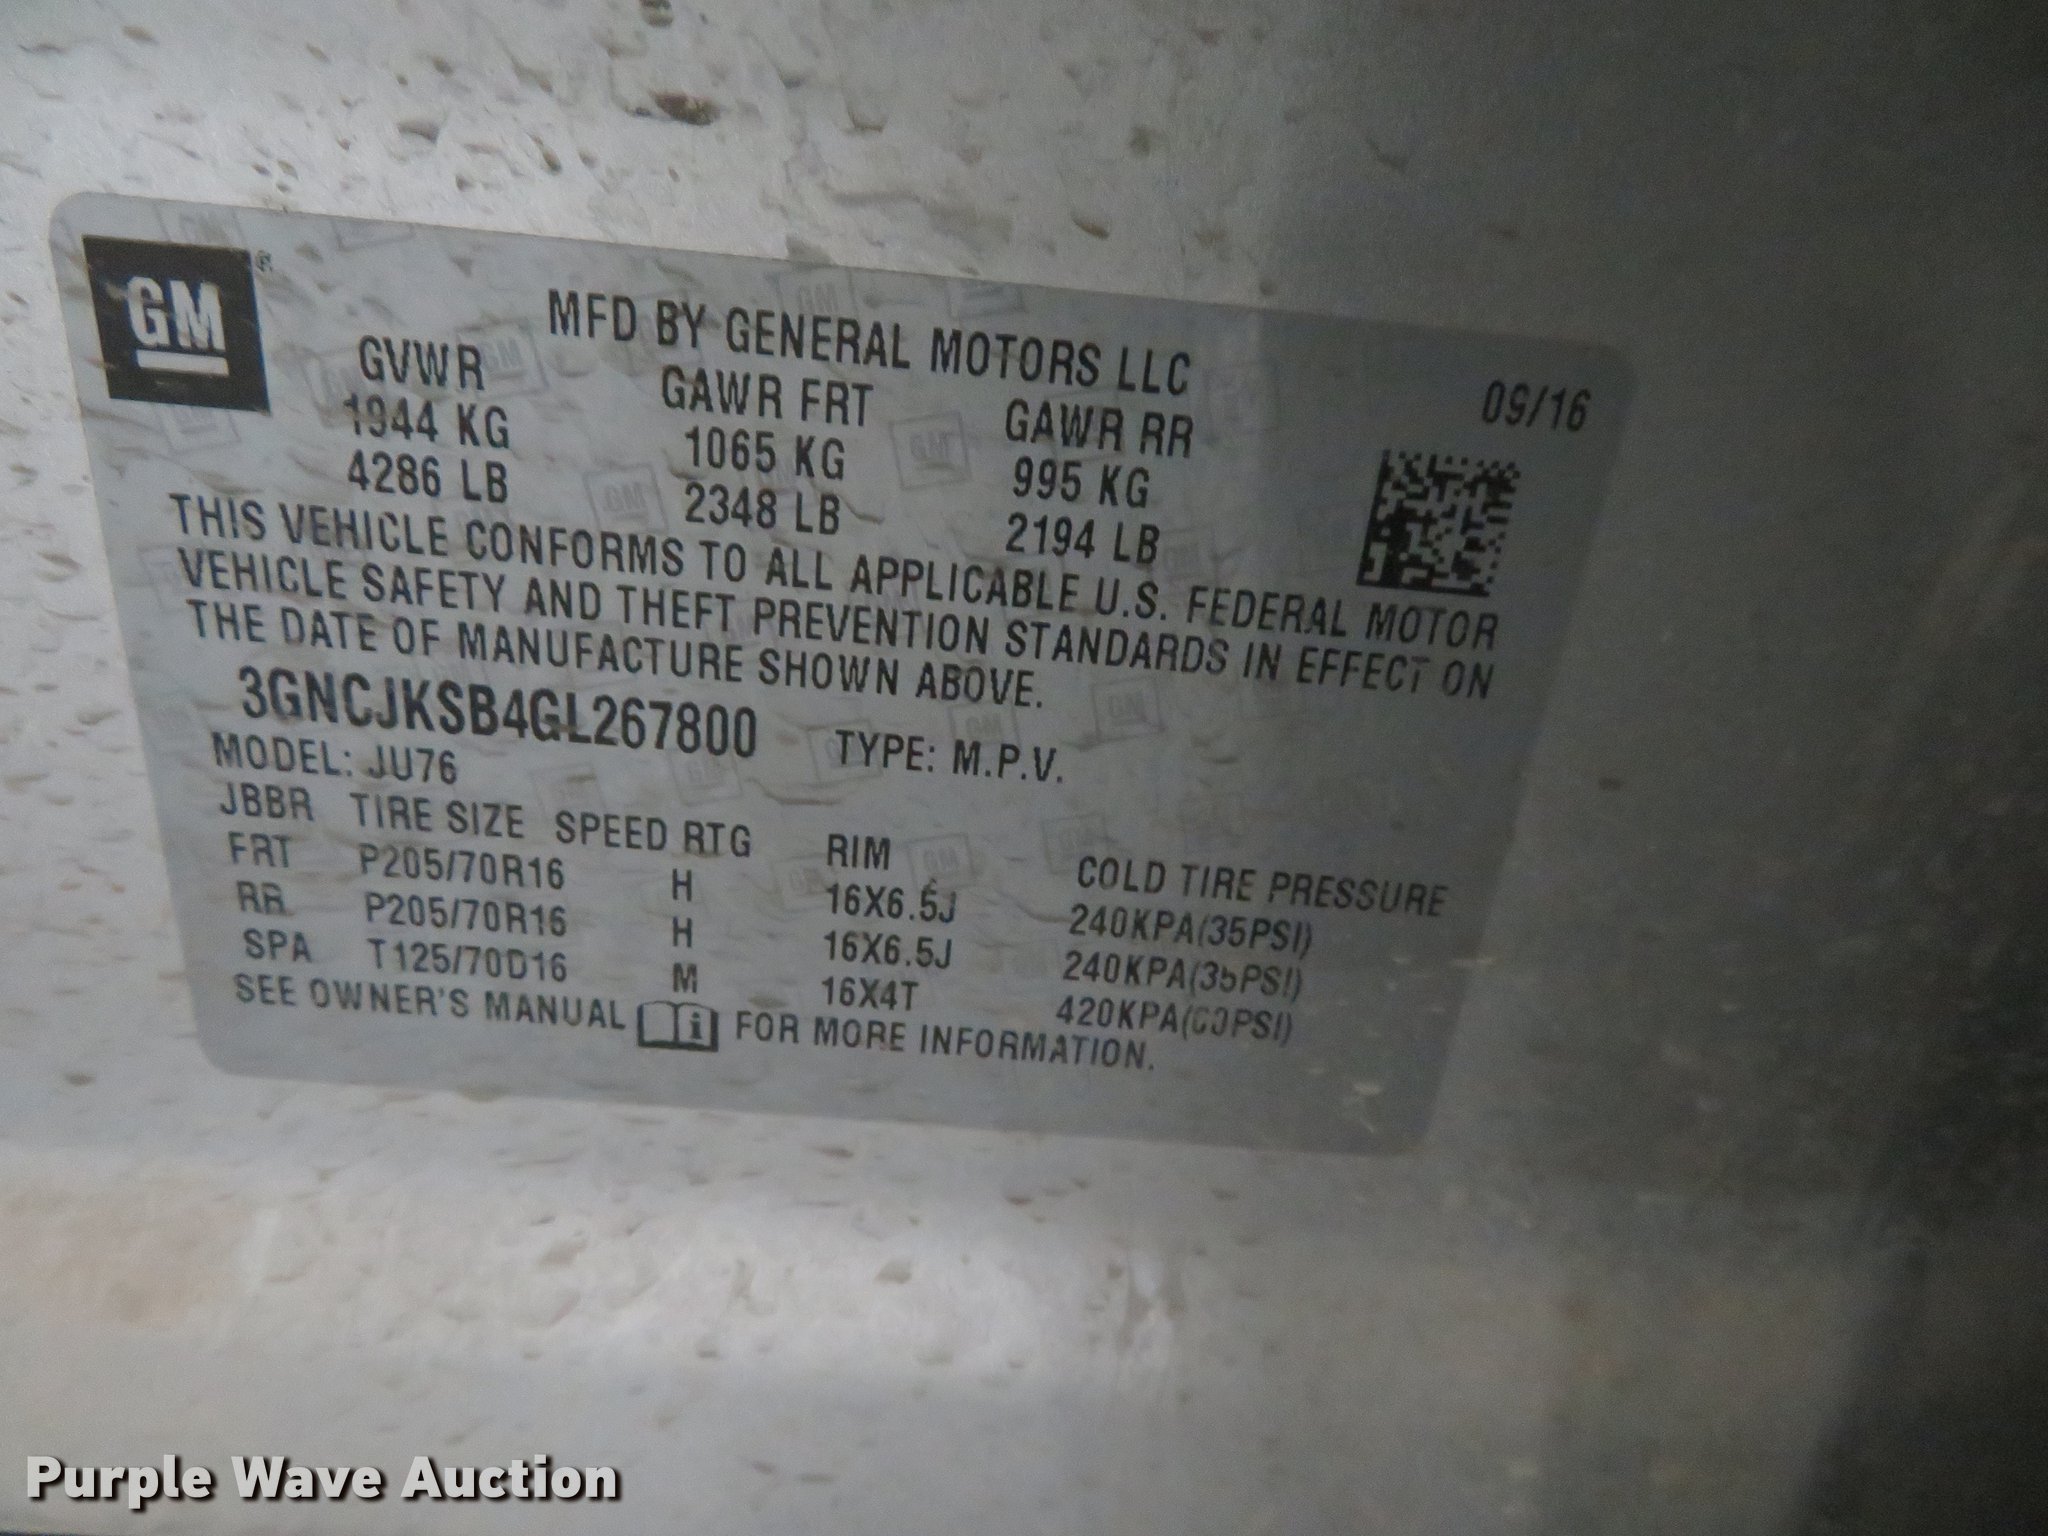 GM
MFD BY GENERAL MOTORS LLC
09/16
GVWR GAWR FRT GAWR RR
1944 KG 1065 KG 995 KG
4286 LB 2348 LB 2194 LB
THIS VEHICLE CONFORMS TO ALL APPLICABLE U.S. FEDERAL MOTOR
VEHICLE SAFETY AND THEFT PREVENTION STANDARDS IN EFFECT ON
THE DATE OF MANUFACTURE SHOWN ABOVE.
3GNCJKSB4GL267800 TYPE: M.P.V.
MODEL: JU76
JBBR TIRE SIZE SPEED RTG RIM COLD TIRE PRESSURE
FRT P205/70R16 H 16X6.5J 240KPA(35PSI)
RR P205/70R16 H 16X6.5J 240KPA(35PSI)
SPA T125/70D16 M 16X4T 420KPA(60PSI)
SEE OWNER'S MANUAL i FOR MORE INFORMATION.
Purple Wave Auction